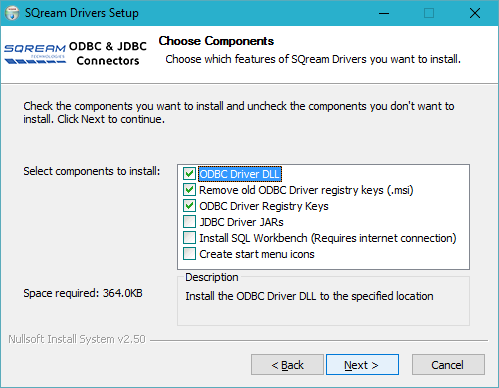 SQream Drivers Setup
SQREAM
TECHNOLOGIES
ODBC & JDBC
Connectors
Choose Components
Choose which features of SQream Drivers you want to install.
Check the components you want to install and uncheck the components you don't want to
install. Click Next to continue.
Select components to install:
ODBC Driver DLL
Remove old ODBC Driver registry keys (.msi)
ODBC Driver Registry Keys
JDBC Driver JARs
Install SQL Workbench (Requires internet connection)
Create start menu icons
Space required: 364.0KB
Description
Install the ODBC Driver DLL to the specified location
Nullsoft Install System v2.50
< Back
Next >
Cancel